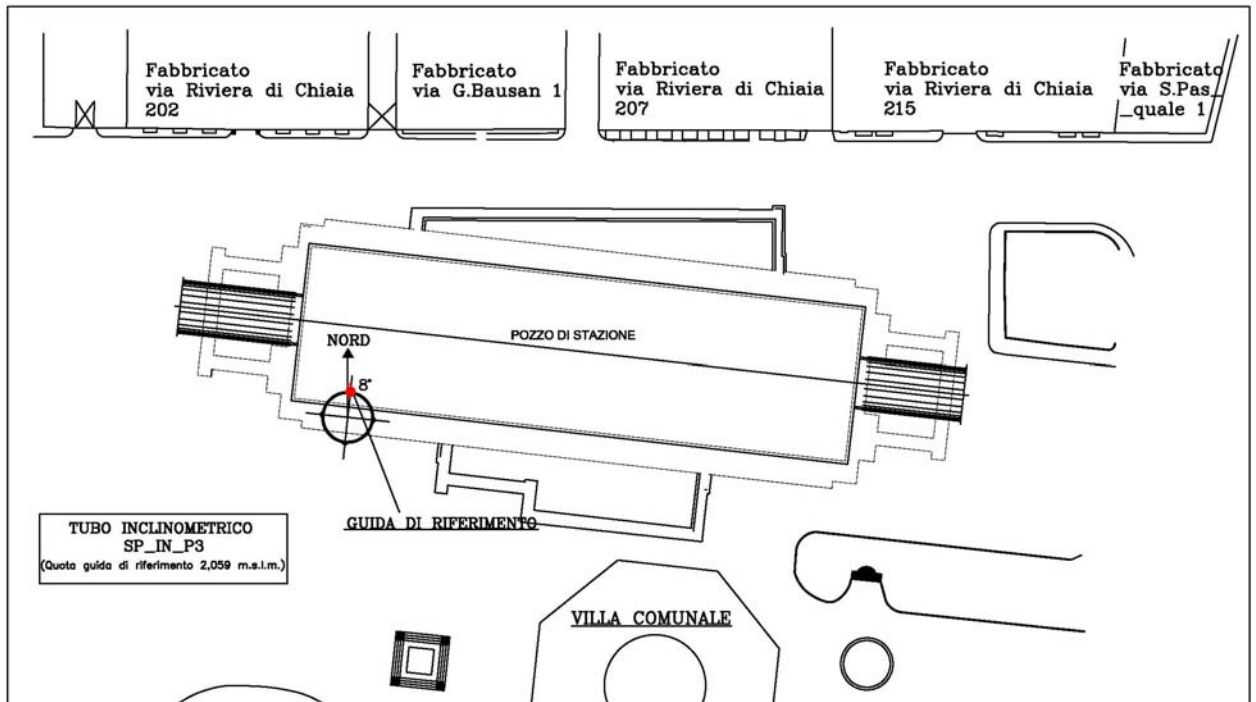 Fabbricato
via Riviera di Chiaia
202
Fabbricato
via G.Bausan 1
Fabbricato
via Riviera di Chiaia
207
Fabbricato
via Riviera di Chiaia
215
Fabbricato
via S.Pas_
_quale 1
POZZO DI STAZIONE
NORD
8°
GUIDA DI RIFERIMENTO
TUBO INCLINOMETRICO
SP_IN_P3
(Quota guida di riferimento 2,059 m.s.l.m.)
VILLA COMUNALE